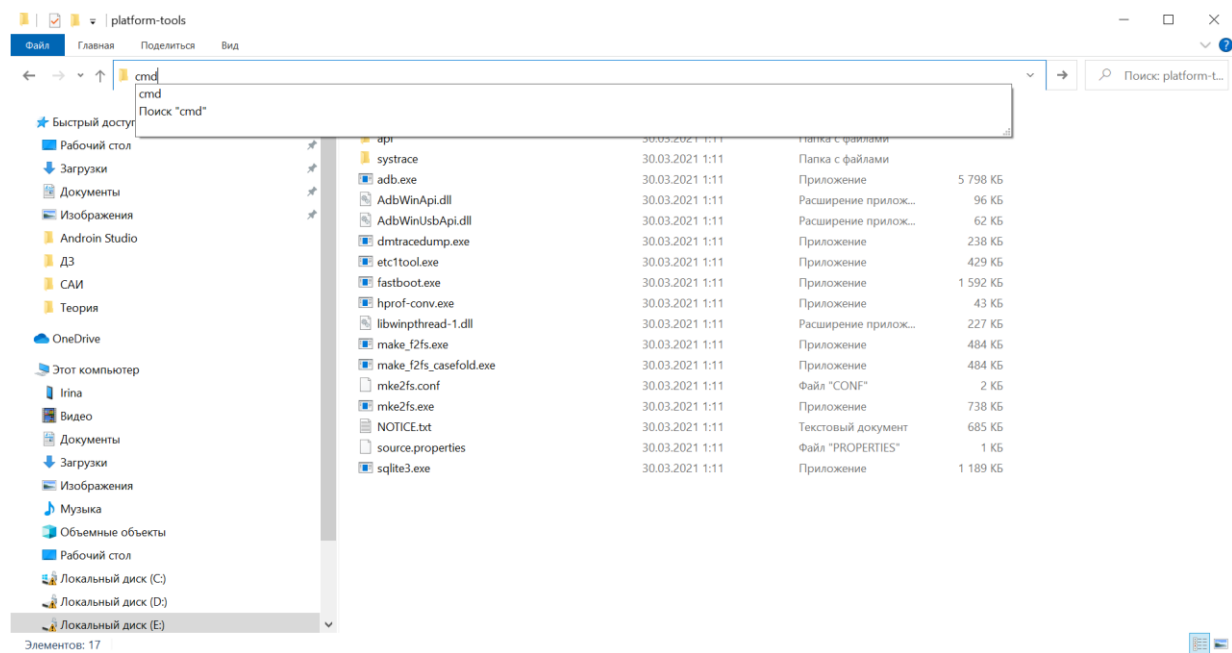 platform-tools
Файл Главная Поделиться Вид
cmd Поиск: platform-t...
cmd
Поиск "cmd"
Быстрый доступ
Рабочий стол
Загрузки
Документы
Изображения
Androin Studio
ДЗ
САИ
Теория
OneDrive
Этот компьютер
Irina
Видео
Документы
Загрузки
Изображения
Музыка
Объемные объекты
Рабочий стол
Локальный диск (C:)
Локальный диск (D:)
Локальный диск (E:)
api 30.03.2021 1:11 Папка с файлами
systrace 30.03.2021 1:11 Папка с файлами
adb.exe 30.03.2021 1:11 Приложение 5 798 КБ
AdbWinApi.dll 30.03.2021 1:11 Расширение прилож... 96 КБ
AdbWinUsbApi.dll 30.03.2021 1:11 Расширение прилож... 62 КБ
dmtracedump.exe 30.03.2021 1:11 Приложение 238 КБ
etc1tool.exe 30.03.2021 1:11 Приложение 429 КБ
fastboot.exe 30.03.2021 1:11 Приложение 1 592 КБ
hprof-conv.exe 30.03.2021 1:11 Приложение 43 КБ
libwinpthread-1.dll 30.03.2021 1:11 Расширение прилож... 227 КБ
make_f2fs.exe 30.03.2021 1:11 Приложение 484 КБ
make_f2fs_casefold.exe 30.03.2021 1:11 Приложение 484 КБ
mke2fs.conf 30.03.2021 1:11 Файл "CONF" 2 КБ
mke2fs.exe 30.03.2021 1:11 Приложение 738 КБ
NOTICE.txt 30.03.2021 1:11 Текстовый документ 685 КБ
source.properties 30.03.2021 1:11 Файл "PROPERTIES" 1 КБ
sqlite3.exe 30.03.2021 1:11 Приложение 1 189 КБ
Элементов: 17